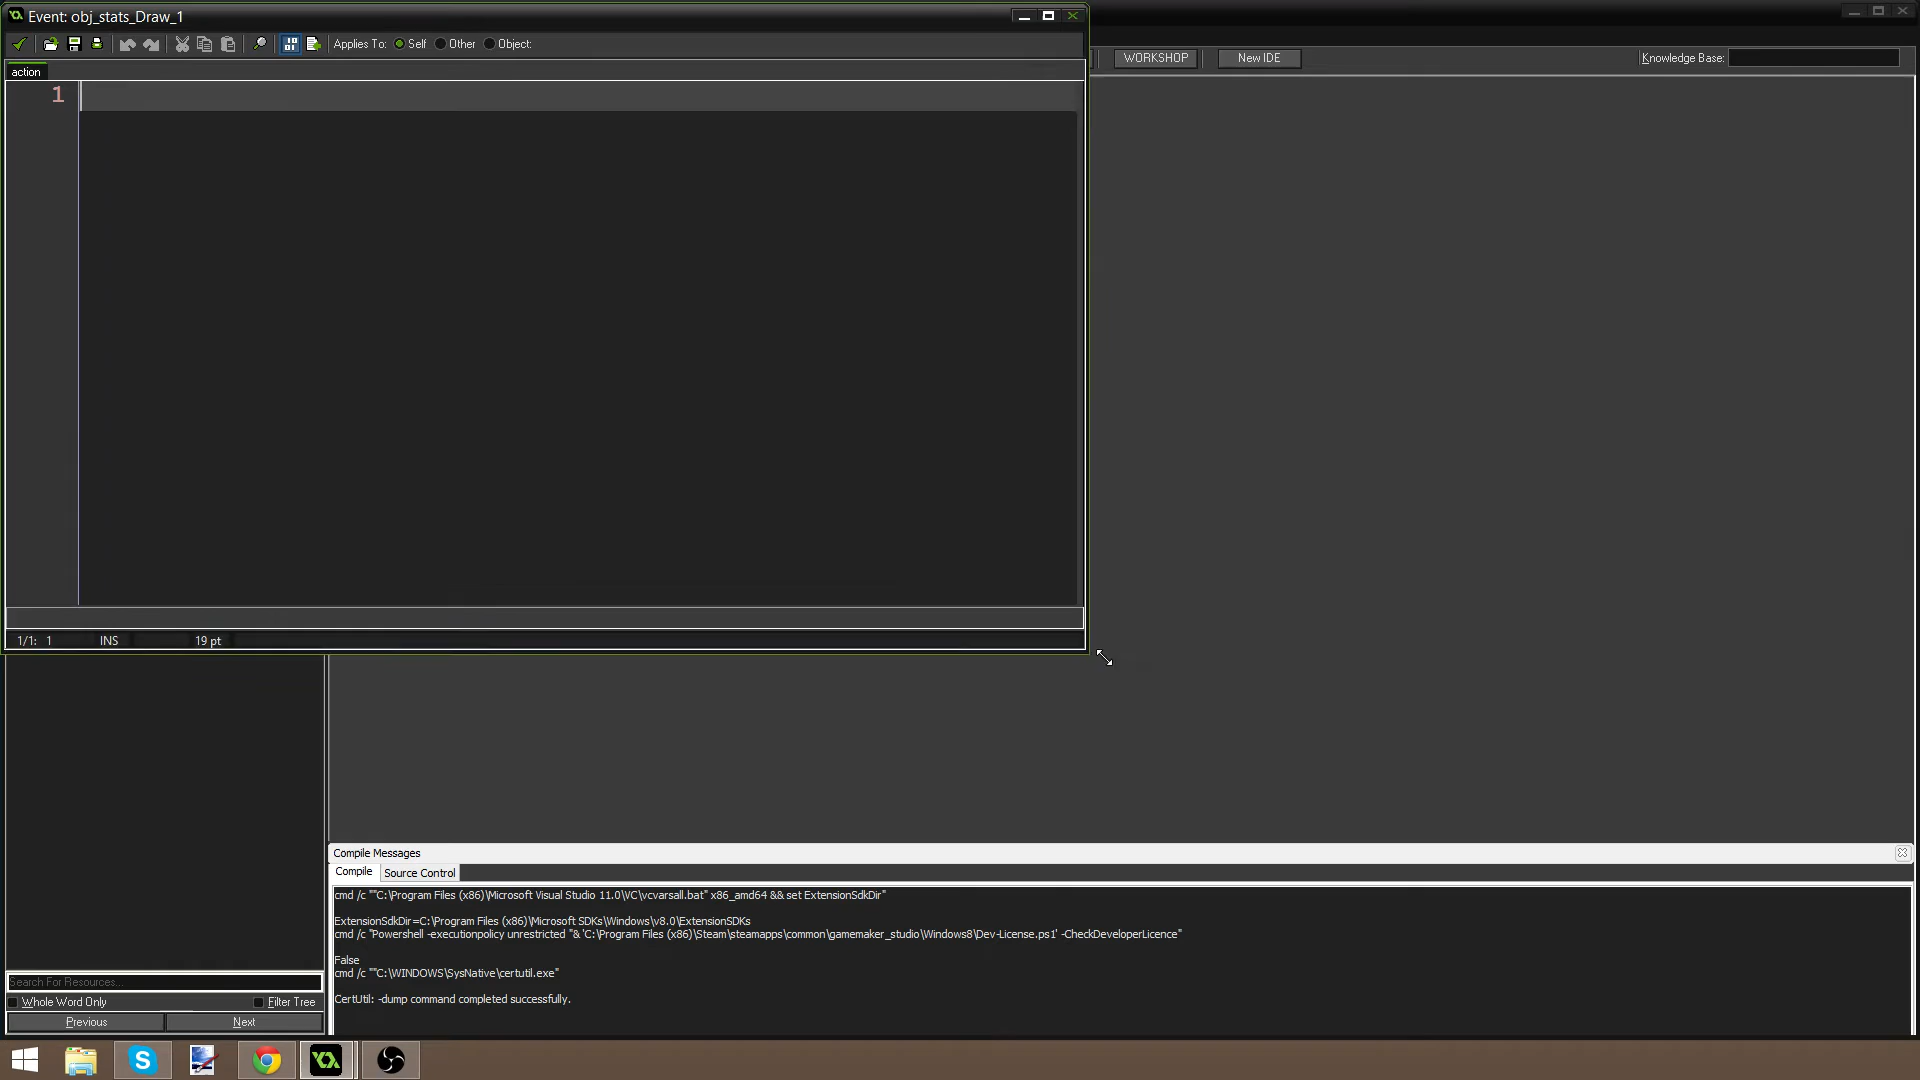 Event: obj_stats_Draw_1
Applies To: Self Other Object:
WORKSHOP New IDE Knowledge Base:
action
1
1/1: 1 INS 19 pt
Compile Messages
Compile Source Control
cmd /c ""C:\Program Files (x86)\Microsoft Visual Studio 11.0\VC\vcvarsall.bat" x86_amd64 && set ExtensionSdkDir"
ExtensionSdkDir=C:\Program Files (x86)\Microsoft SDKs\Windows\v8.0\ExtensionSDKs
cmd /c "Powershell -executionpolicy unrestricted "& 'C:\Program Files (x86)\Steam\steamapps\common\gamemaker_studio\Windows8\Dev-License.ps1' -CheckDeveloperLicence"
False
cmd /c ""C:\WINDOWS\SysNative\certutil.exe"
CertUtil: -dump command completed successfully.
Search For Resources...
Whole Word Only Filter Tree
Previous Next